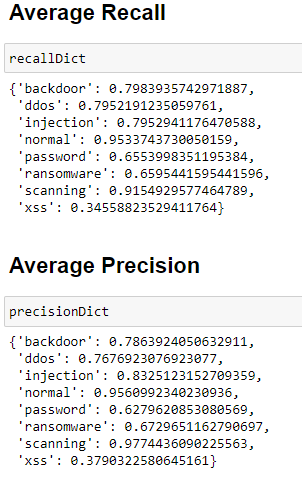 Average Recall
recallDict
{'backdoor': 0.7983935742971887,
'ddos': 0.7952191235059761,
'injection': 0.7952941176470588,
'normal': 0.9533743730050159,
'password': 0.6553998351195384,
'ransomware': 0.6595441595441596,
'scanning': 0.9154929577464789,
'xss': 0.34558823529411764}
Average Precision
precisionDict
{'backdoor': 0.7863924050632911,
'ddos': 0.7676923076923077,
'injection': 0.8325123152709359,
'normal': 0.9560992340230936,
'password': 0.6279620853080569,
'ransomware': 0.6729651162790697,
'scanning': 0.9774436090225563,
'xss': 0.3790322580645161}